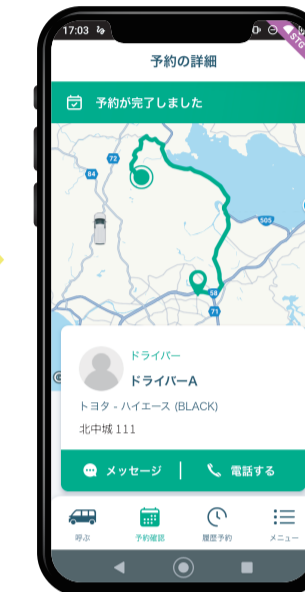 17:03
STG
予約の詳細
予約が完了しました
72
84
505
58
71
ドライバー
ドライバーA
トヨタ - ハイエース (BLACK)
北中城 111
メッセージ
電話する
呼ぶ
予約確認
履歴予約
メニュー